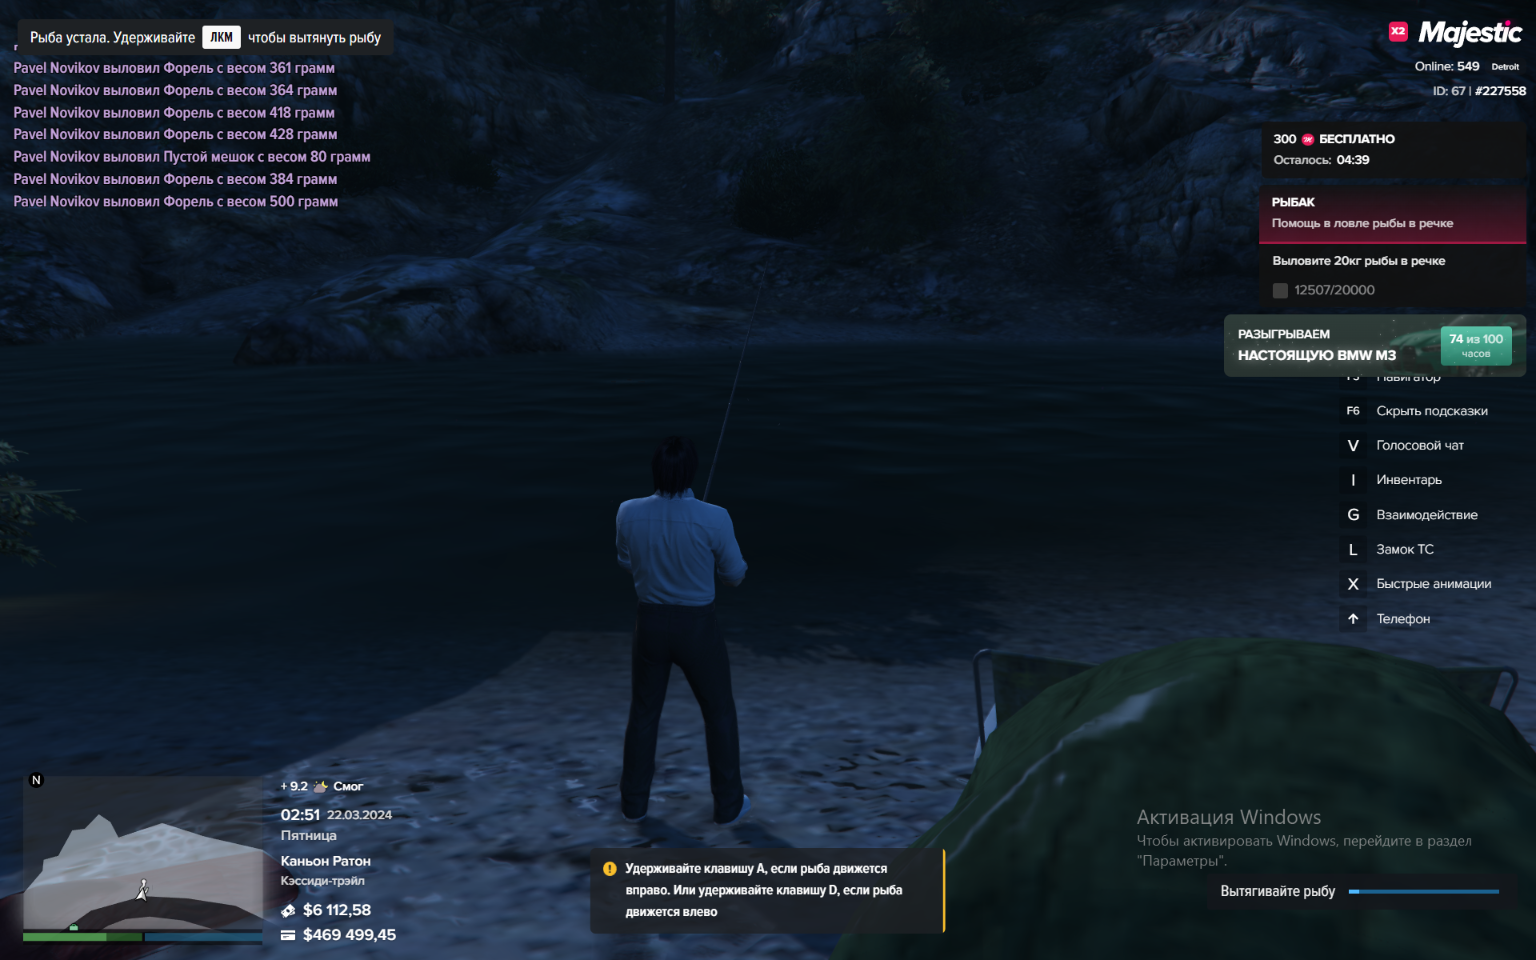 Рыба устала. Удерживайте ЛКМ чтобы вытянуть рыбу
Pavel Novikov выловил Форель с весом 361 грамм
Pavel Novikov выловил Форель с весом 364 грамм
Pavel Novikov выловил Форель с весом 418 грамм
Pavel Novikov выловил Форель с весом 428 грамм
Pavel Novikov выловил Пустой мешок с весом 80 грамм
Pavel Novikov выловил Форель с весом 384 грамм
Pavel Novikov выловил Форель с весом 500 грамм
X2 Majestic
Online: 549 Detroit
ID: 67 | #227558
300 БЕСПЛАТНО
Осталось: 04:39
РЫБАК
Помощь в ловле рыбы в речке
Выловите 20кг рыбы в речке
12507/20000
РАЗЫГРЫВАЕМ
НАСТОЯЩУЮ BMW M3
74 из 100
часов
Навигатор
F6 Скрыть подсказки
V Голосовой чат
I Инвентарь
G Взаимодействие
L Замок ТС
X Быстрые анимации
↑ Телефон
N
+ 9.2 Смог
02:51 22.03.2024
Пятница
Каньон Ратон
Кэссиди-трэйл
$6 112,58
$469 499,45
Удерживайте клавишу A, если рыба движется
вправо. Или удерживайте клавишу D, если рыба
движется влево
Активация Windows
Чтобы активировать Windows, перейдите в раздел
"Параметры".
Вытягивайте рыбу